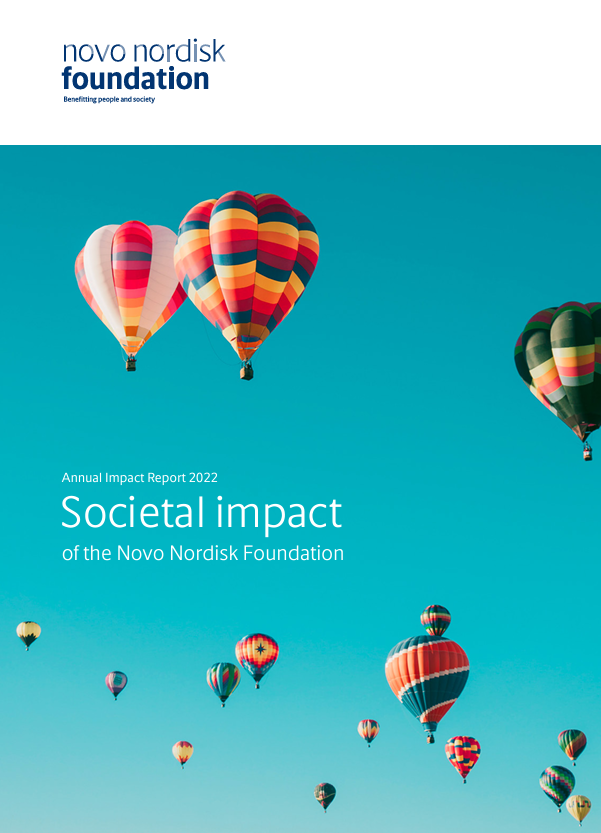 novo nordisk
foundation
Benefitting people and society
Annual Impact Report 2022
Societal impact
of the Novo Nordisk Foundation